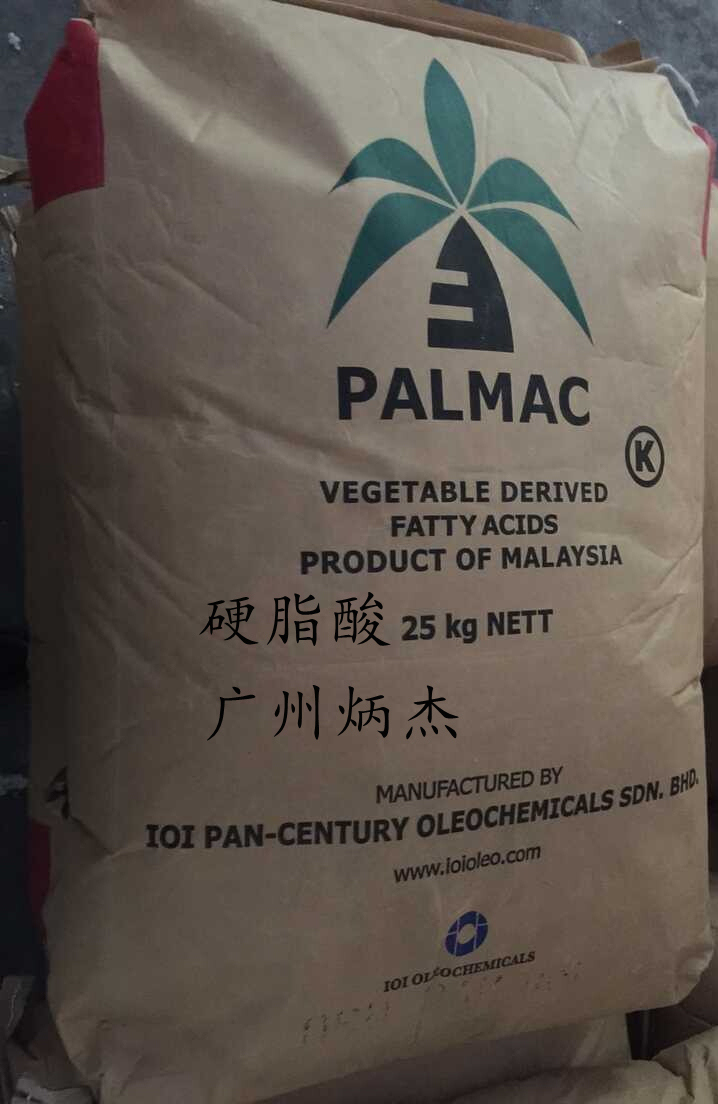 PALMAC
K
VEGETABLE DERIVED
FATTY ACIDS
PRODUCT OF MALAYSIA
硬脂酸 25 kg NETT
广州炳杰
MANUFACTURED BY
IOI PAN-CENTURY OLEOCHEMICALS SDN. BHD.
www.ioioleo.com
IOI OLEOCHEMICALS